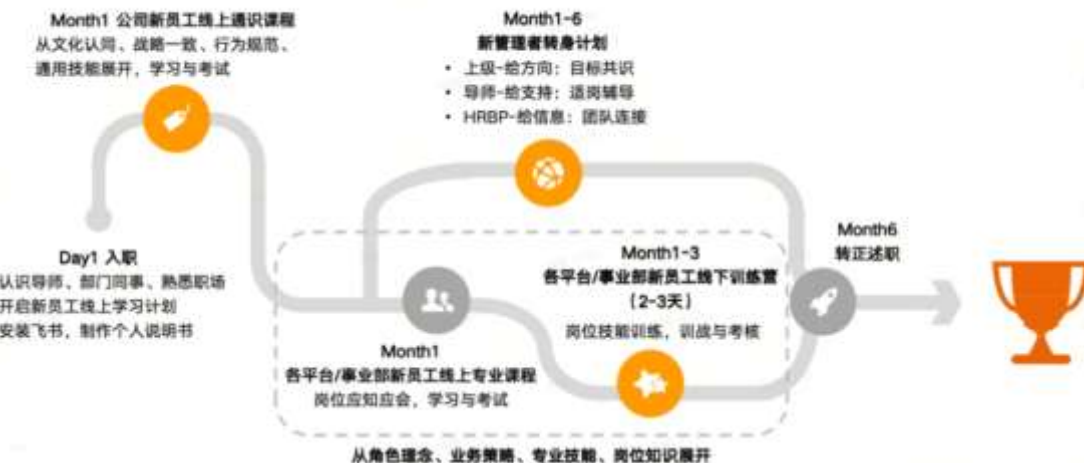 Month1 公司新员工线上通识课程
从文化认同、战略一致、行为规范、
通用技能展开，学习与考试
Month1-6
新管理者转身计划
• 上级-给方向：目标共识
• 导师-给支持：适岗辅导
• HRBP-给信息：团队连接
Day1 入职
认识导师、部门同事、熟悉职场
开启新员工线上学习计划
安装飞书，制作个人说明书
Month1
各平台/事业部新员工线上专业课程
岗位应知应会，学习与考试
Month1-3
各平台/事业部新员工线下训练营
（2-3天）
岗位技能训练，训战与考核
Month6
转正述职
从角色理念、业务策略、专业技能、岗位知识展开